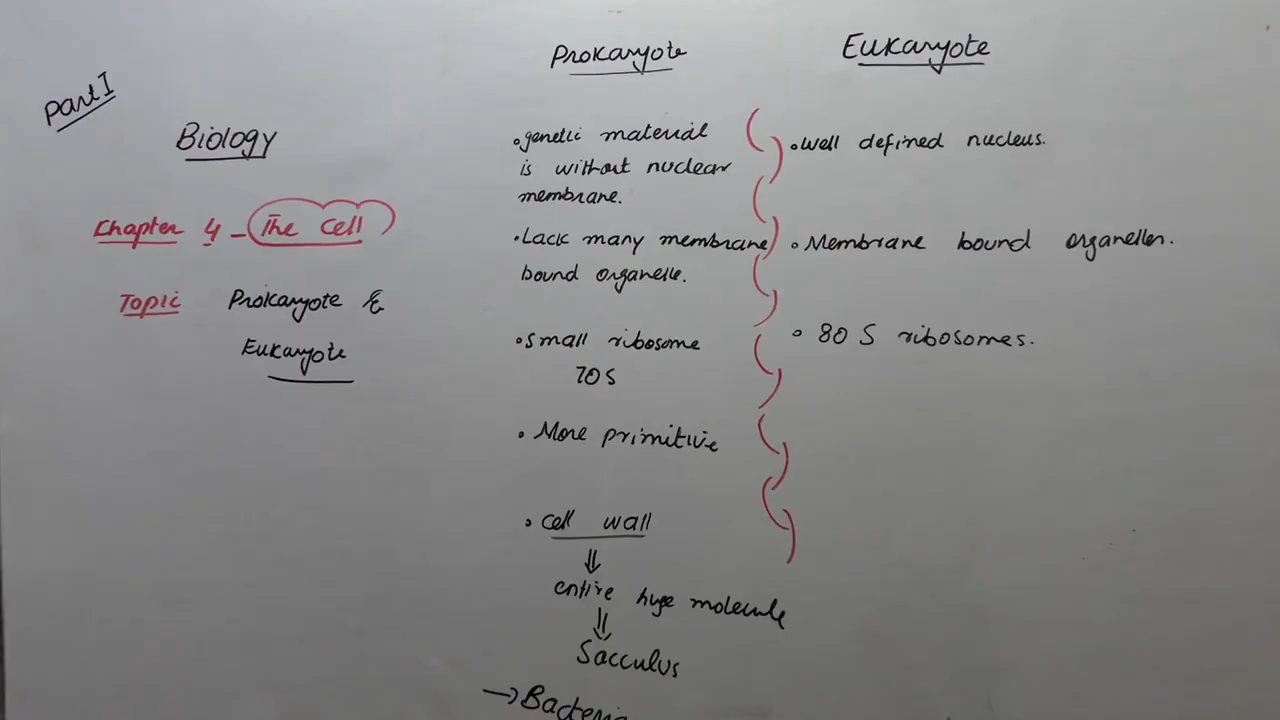 Part I
Biology
Chapter 4 - The Cell
Topic Prokaryote &
Eukaryote
Prokaryote
• genetic material
is without nuclear
membrane.
• Lack many membrane
bound organelle.
• Small ribosome
70 S
• More primitive
• Cell wall
⇓
entire huge molecule
⇓
Sacculus
→ Bacteria
Eukaryote
• Well defined nucleus.
• Membrane bound organelles.
• 80 S ribosomes.